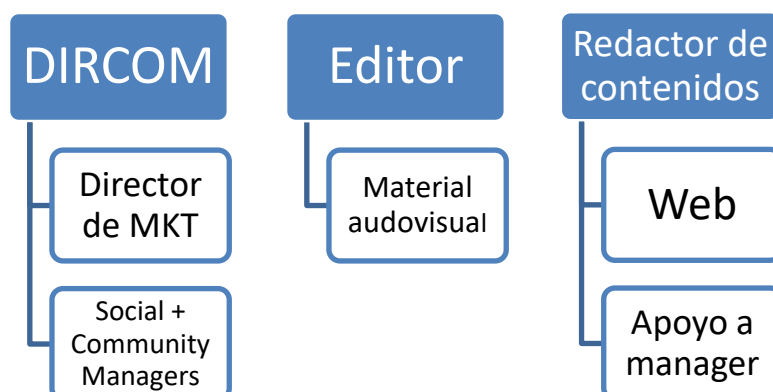 DIRCOM
Director
de MKT
Social +
Community
Managers
Editor
Material
audovisual
Redactor de
contenidos
Web
Apoyo a
manager